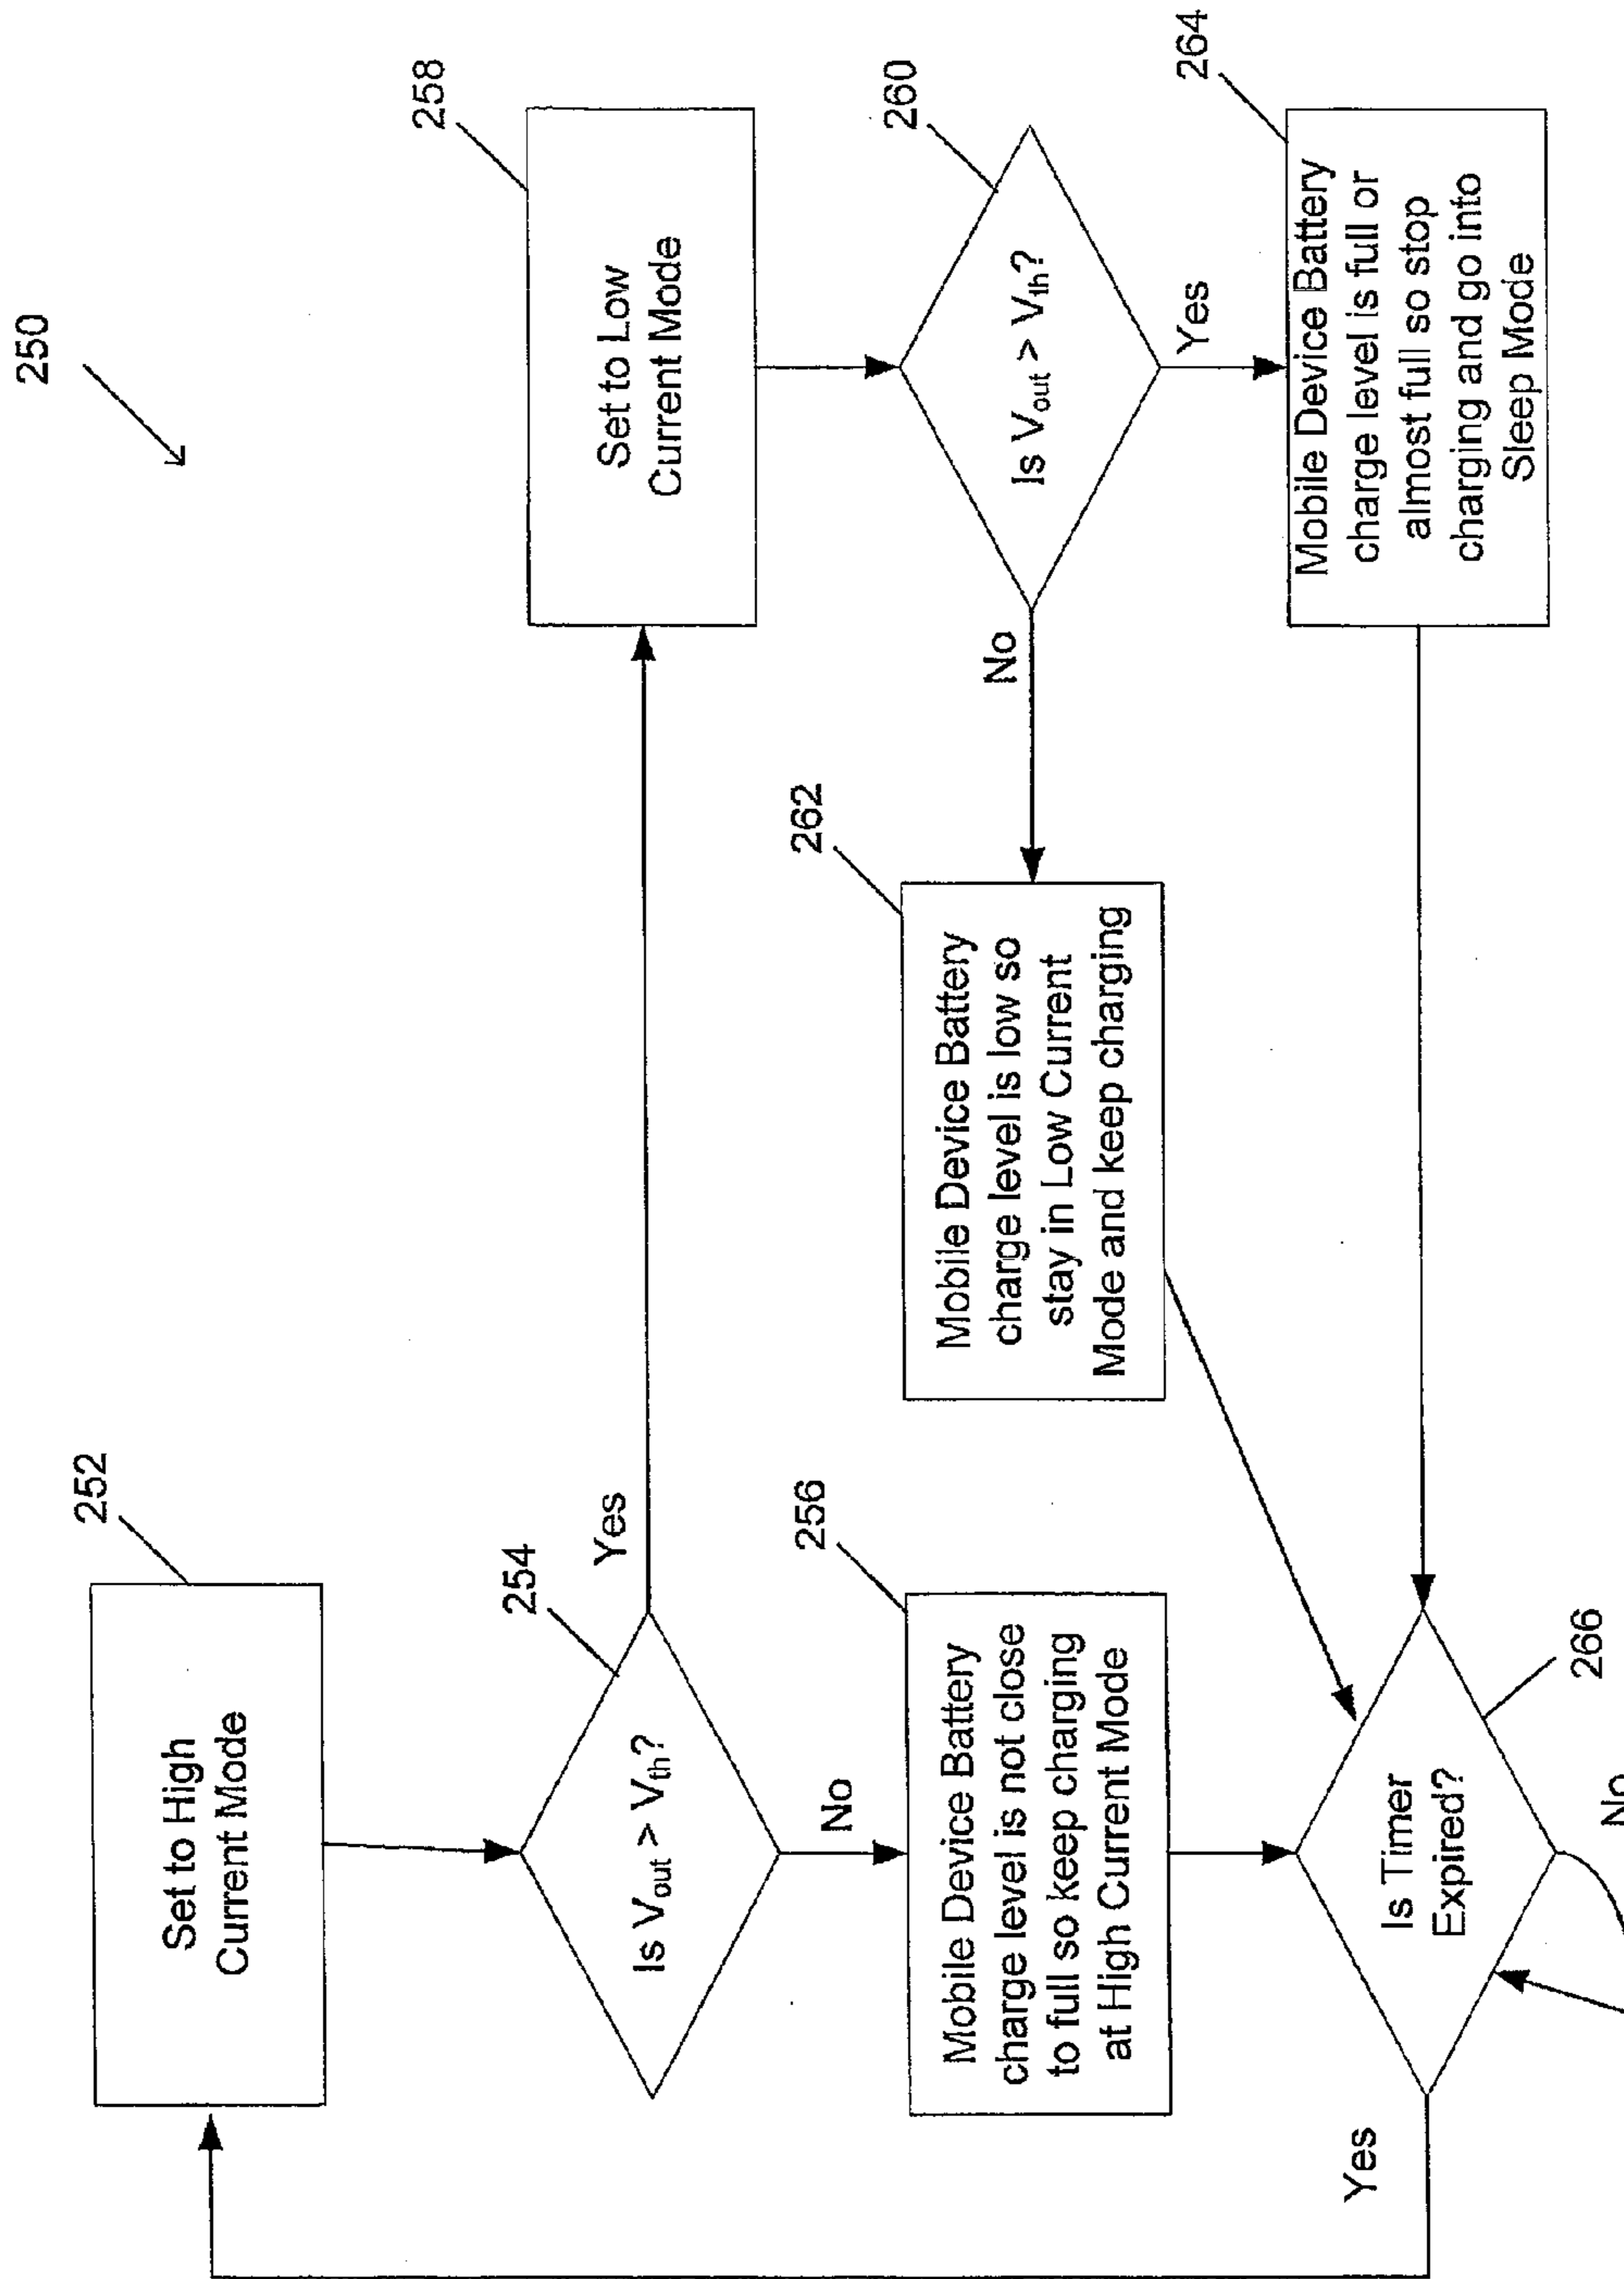 250
252
Set to High
Current Mode
254
Is Vout > Vth?
Yes
No
256
Mobile Device Battery
charge level is not close
to full so keep charging
at High Current Mode
258
Set to Low
Current Mode
260
Is Vout > Vth?
No
Yes
262
Mobile Device Battery
charge level is low so
stay in Low Current
Mode and keep charging
264
Mobile Device Battery
charge level is full or
almost full so stop
charging and go into
Sleep Mode
266
Is Timer
Expired?
Yes
No